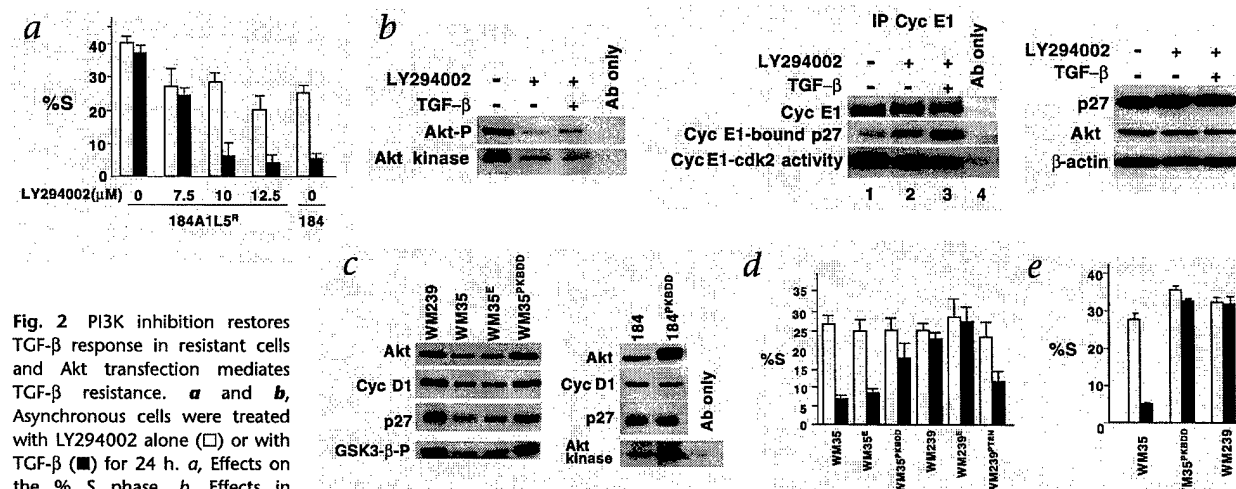 a
40
30
%S
20
10
0
LY294002(μM) 0 7.5 10 12.5 0
184A1L5R 184
b
LY294002 - + +
TGF–β - - +
Ab only
Akt-P
Akt kinase
IP Cyc E1
LY294002 - + +
TGF–β - - +
Ab only
Cyc E1
Cyc E1-bound p27
Cyc E1-cdk2 activity
1 2 3 4
LY294002 - + +
TGF–β - - +
p27
Akt
β-actin
Fig. 2 PI3K inhibition restores
TGF-β response in resistant cells
and Akt transfection mediates
TGF-β resistance. a and b,
Asynchronous cells were treated
with LY294002 alone (□) or with
TGF-β (■) for 24 h. a, Effects on
the % S phase. b, Effects in
c
WM239 WM35 WM35E WM35PKBDD
Akt
Cyc D1
p27
GSK3-β-P
184 184PKBDD
Akt
Cyc D1
p27
Akt
kinase
Ab only
d
35
30
25
%S
20
15
10
5
0
WM35 WM35E WM35PKBDD WM239 WM239E WM239PTEN
e
40
30
%S
20
10
0
WM35 WM35PKBDD WM239